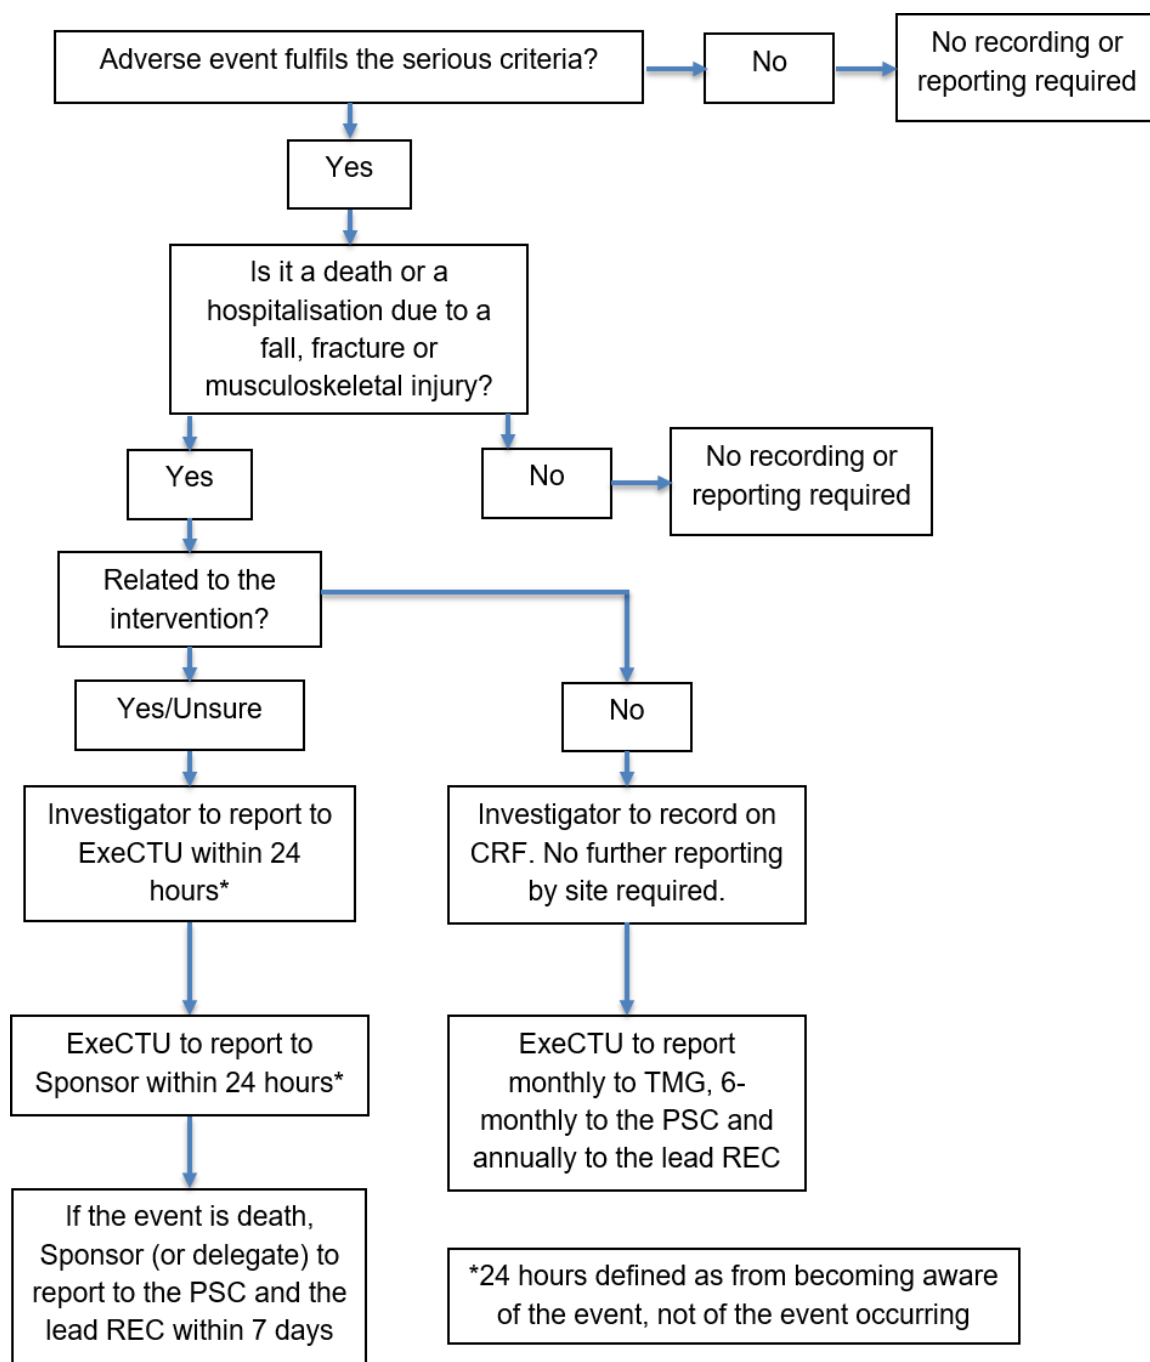 Adverse event fulfils the serious criteria?
No
No recording or
reporting required
Yes
Is it a death or a
hospitalisation due to a
fall, fracture or
musculoskeletal injury?
Yes
No
No recording or
reporting required
Related to the
intervention?
Yes/Unsure
No
Investigator to report to
ExeCTU within 24
hours*
Investigator to record on
CRF. No further reporting
by site required.
ExeCTU to report to
Sponsor within 24 hours*
ExeCTU to report
monthly to TMG, 6-
monthly to the PSC and
annually to the lead REC
If the event is death,
Sponsor (or delegate) to
report to the PSC and the
lead REC within 7 days
*24 hours defined as from becoming aware
of the event, not of the event occurring